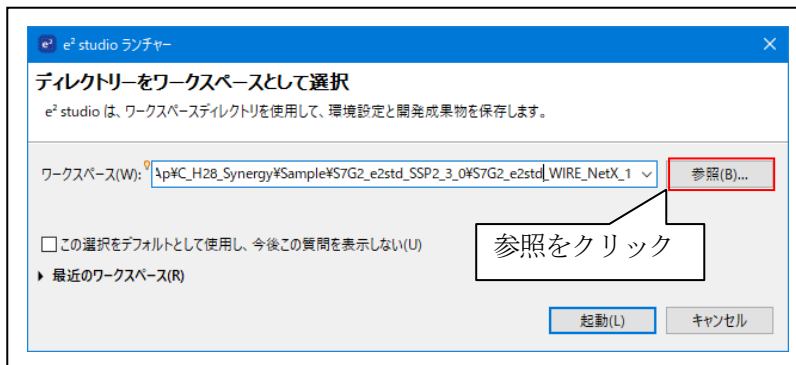 e² studio ランチャー
ディレクトリーをワークスペースとして選択
e² studio は、ワークスペースディレクトリを使用して、環境設定と開発成果物を保存します。
ワークスペース(W): Ap¥C_H28_Synergy¥Sample¥S7G2_e2std_SSP2_3_0¥S7G2_e2std_WIRE_NetX_1 参照(B)...
この選択をデフォルトとして使用し、今後この質問を表示しない(U)
参照をクリック
最近のワークスペース(R)
起動(L) キャンセル